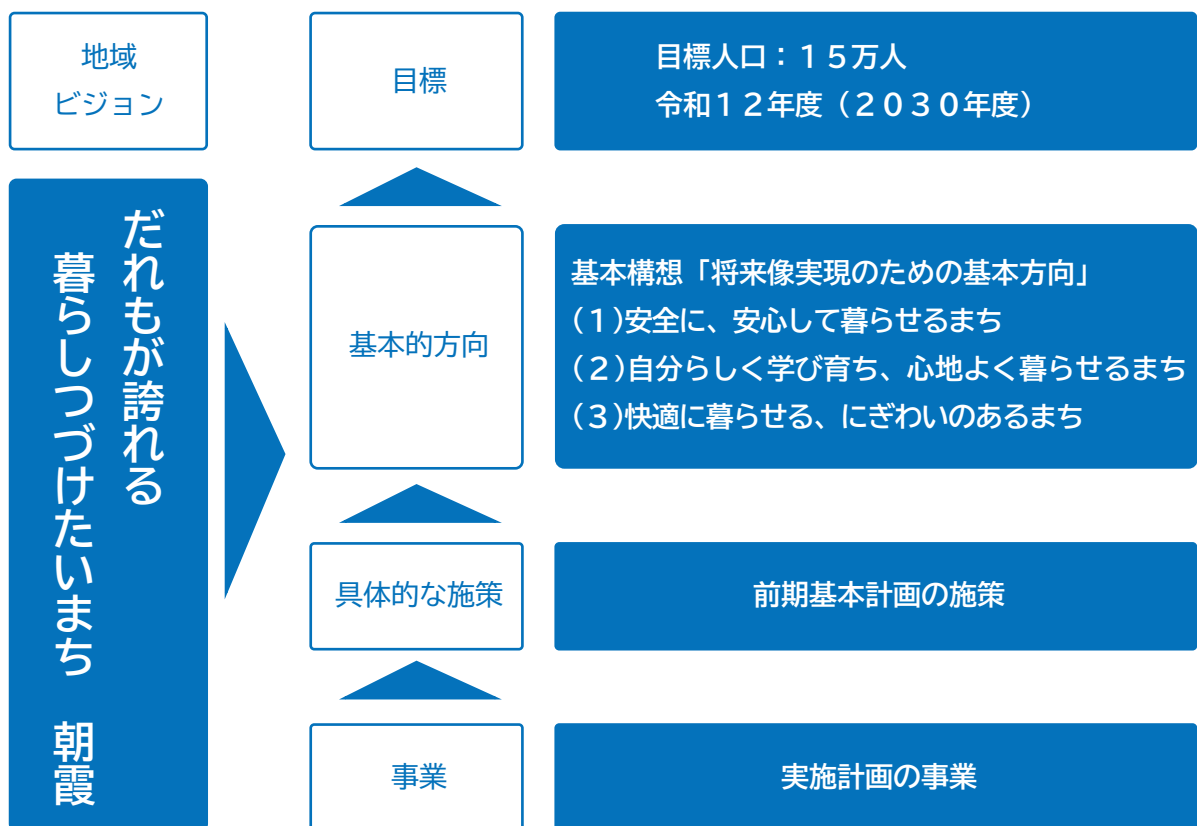 地域
ビジョン
だれもが誇れる
暮らしつづけたいまち　朝霞
目標
目標人口：１５万人
令和１２年度（２０３０年度）
基本的方向
基本構想「将来像実現のための基本方向」
(１)安全に、安心して暮らせるまち
(２)自分らしく学び育ち、心地よく暮らせるまち
(３)快適に暮らせる、にぎわいのあるまち
具体的な施策
前期基本計画の施策
事業
実施計画の事業